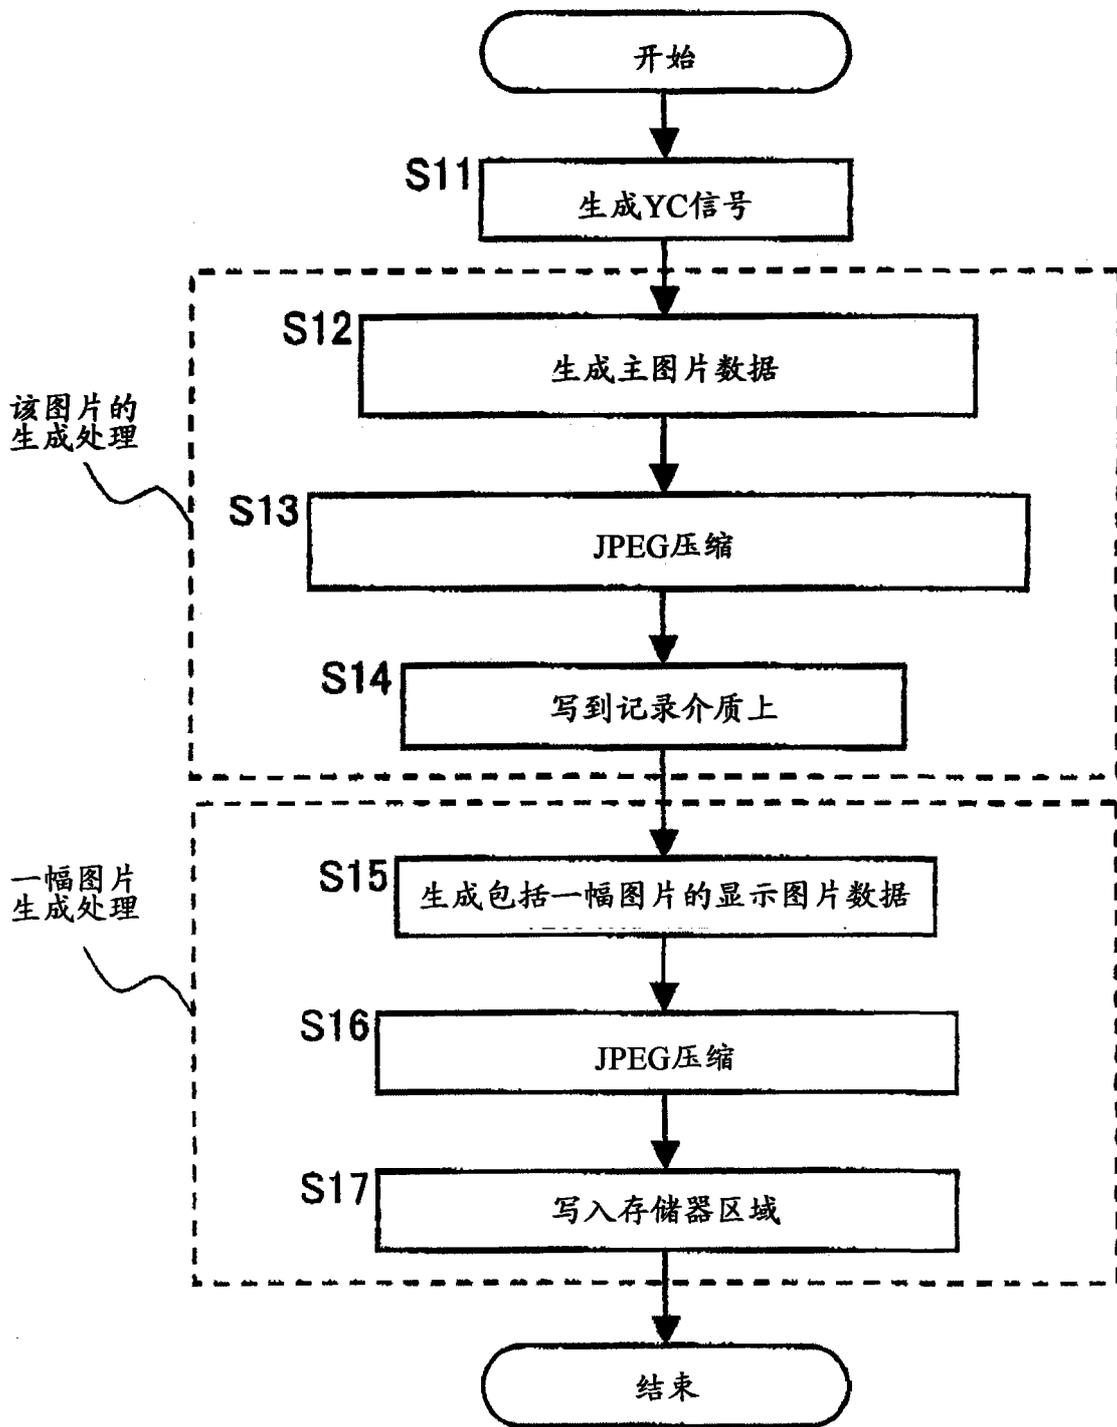 开始
S11
生成YC信号
S12
生成主图片数据
该图片的
生成处理
S13
JPEG压缩
S14
写到记录介质上
一幅图片
生成处理
S15
生成包括一幅图片的显示图片数据
S16
JPEG压缩
S17
写入存储器区域
结束